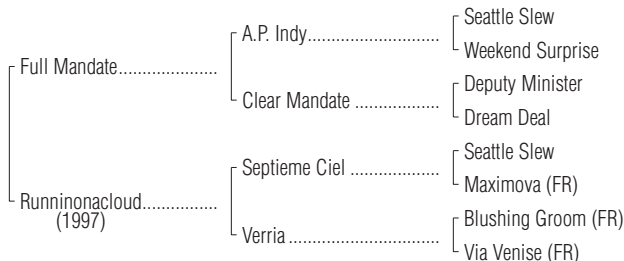 Seattle Slew
A.P. Indy..............................
Weekend Surprise
Full Mandate.......................
Deputy Minister
Clear Mandate ...................
Dream Deal
Seattle Slew
Septieme Ciel ....................
Maximova (FR)
Runninonacloud.................
(1997)
Blushing Groom (FR)
Verria ..................................
Via Venise (FR)